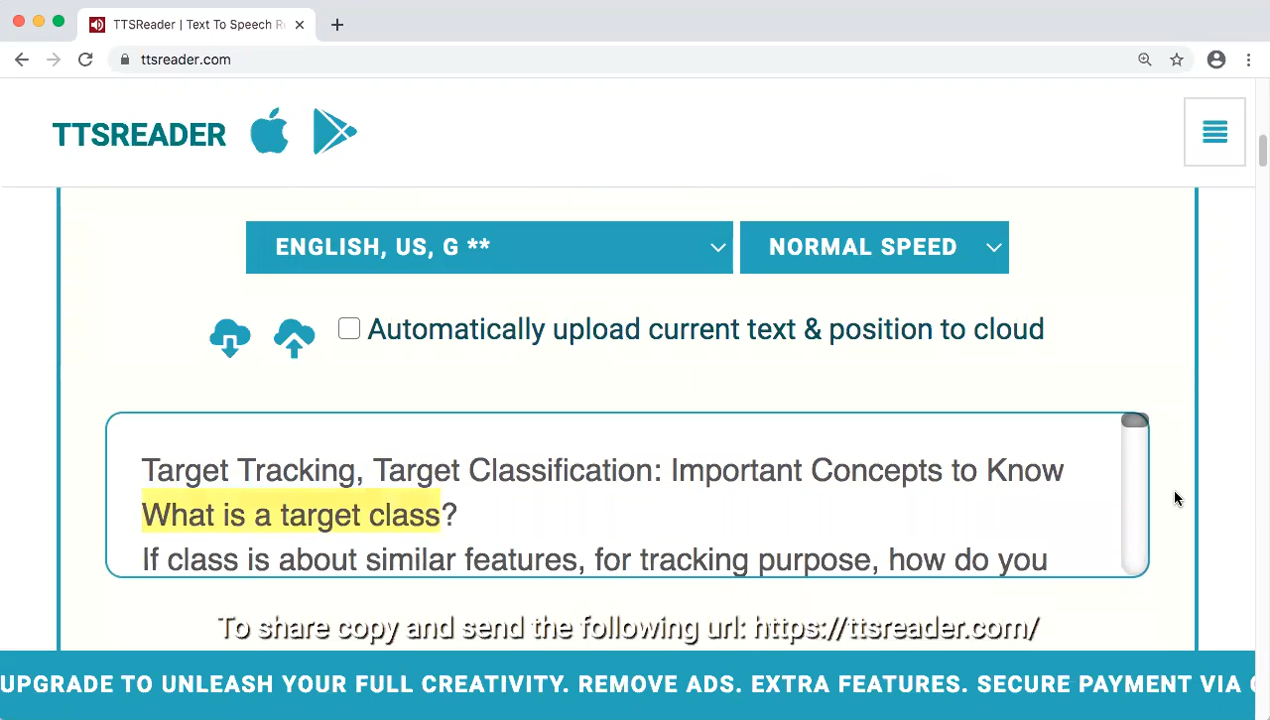 TTSReader | Text To Speech R
ttsreader.com
TTSREADER
ENGLISH, US, G **
NORMAL SPEED
Automatically upload current text & position to cloud
Target Tracking, Target Classification: Important Concepts to Know
What is a target class?
If class is about similar features, for tracking purpose, how do you
To share copy and send the following url: https://ttsreader.com/
UPGRADE TO UNLEASH YOUR FULL CREATIVITY. REMOVE ADS. EXTRA FEATURES. SECURE PAYMENT VIA